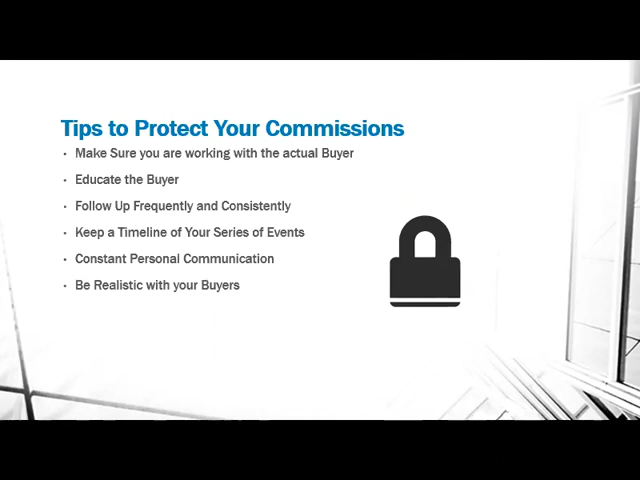 Tips to Protect Your Commissions
• Make Sure you are working with the actual Buyer
• Educate the Buyer
• Follow Up Frequently and Consistently
• Keep a Timeline of Your Series of Events
• Constant Personal Communication
• Be Realistic with your Buyers